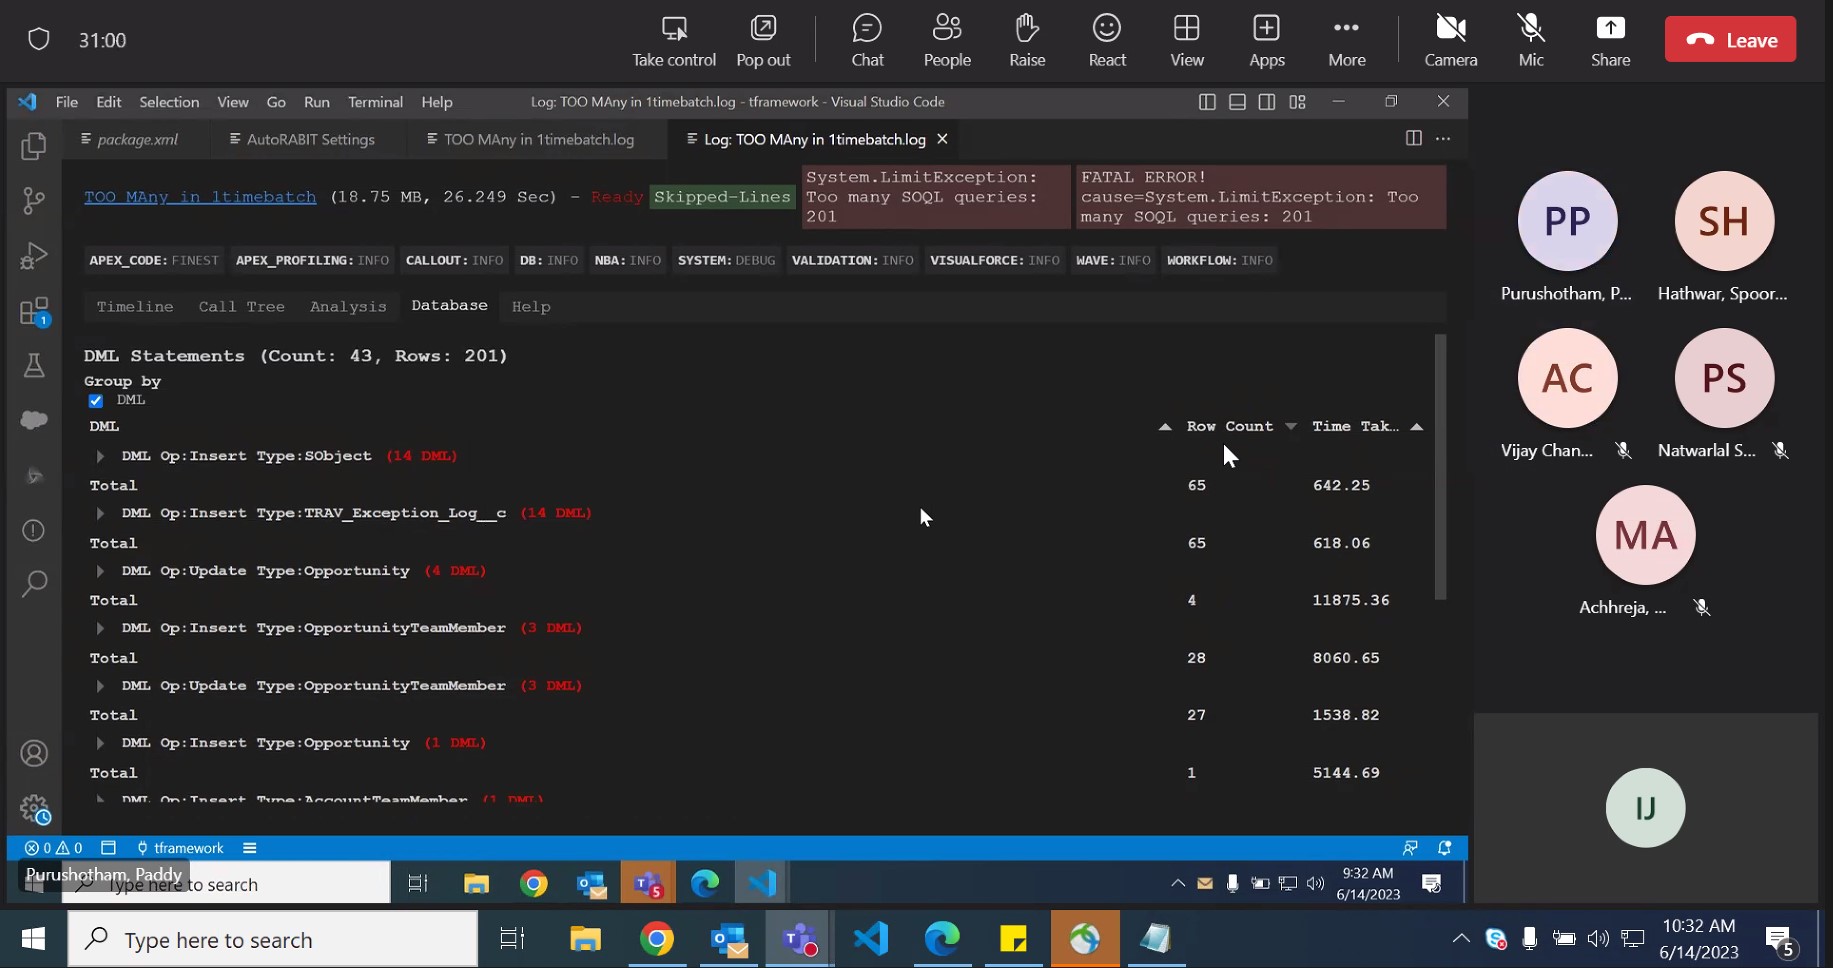 31:00
Take control
Pop out
Chat
People
Raise
React
View
Apps
More
Camera
Mic
Share
Leave
File Edit Selection View Go Run Terminal Help
Log: TOO MAny in 1timebatch.log - tframework - Visual Studio Code
package.xml
AutoRABIT Settings
TOO MAny in 1timebatch.log
Log: TOO MAny in 1timebatch.log
TOO MAny in 1timebatch (18.75 MB, 26.249 Sec) - Ready Skipped-Lines
System.LimitException:
Too many SOQL queries:
201
FATAL ERROR!
cause=System.LimitException: Too
many SOQL queries: 201
APEX_CODE: FINEST APEX_PROFILING: INFO CALLOUT: INFO DB: INFO NBA: INFO SYSTEM: DEBUG VALIDATION: INFO VISUALFORCE: INFO WAVE: INFO WORKFLOW: INFO
Timeline Call Tree Analysis Database Help
DML Statements (Count: 43, Rows: 201)
Group by
DML
DML Row Count Time Tak...
DML Op:Insert Type:SObject (14 DML)
Total 65 642.25
DML Op:Insert Type:TRAV_Exception_Log__c (14 DML)
Total 65 618.06
DML Op:Update Type:Opportunity (4 DML)
Total 4 11875.36
DML Op:Insert Type:OpportunityTeamMember (3 DML)
Total 28 8060.65
DML Op:Update Type:OpportunityTeamMember (3 DML)
Total 27 1538.82
DML Op:Insert Type:Opportunity (1 DML)
Total 1 5144.69
DML Op:Insert Type:AccountTeamMember (1 DML)
1
0 0 tframework
Purushotham, Paddy
Type here to search
5
9:32 AM
6/14/2023
PP
Purushotham, P...
SH
Hathwar, Spoor...
AC
Vijay Chan...
PS
Natwarlal S...
MA
Achhreja, ...
IJ
Type here to search
10:32 AM
6/14/2023
5